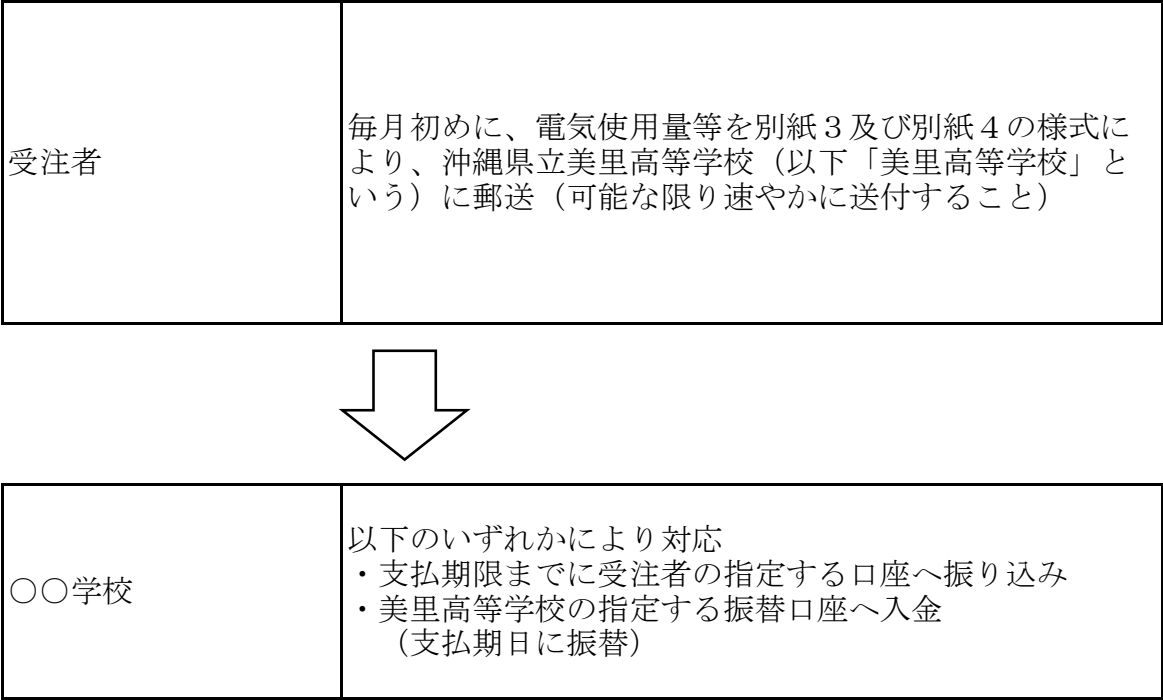 受注者
毎月初めに、電気使用量等を別紙３及び別紙４の様式に
より、沖縄県立美里高等学校（以下「美里高等学校」と
いう）に郵送（可能な限り速やかに送付すること）
○○学校
以下のいずれかにより対応
・支払期限までに受注者の指定する口座へ振り込み
・美里高等学校の指定する振替口座へ入金
（支払期日に振替）